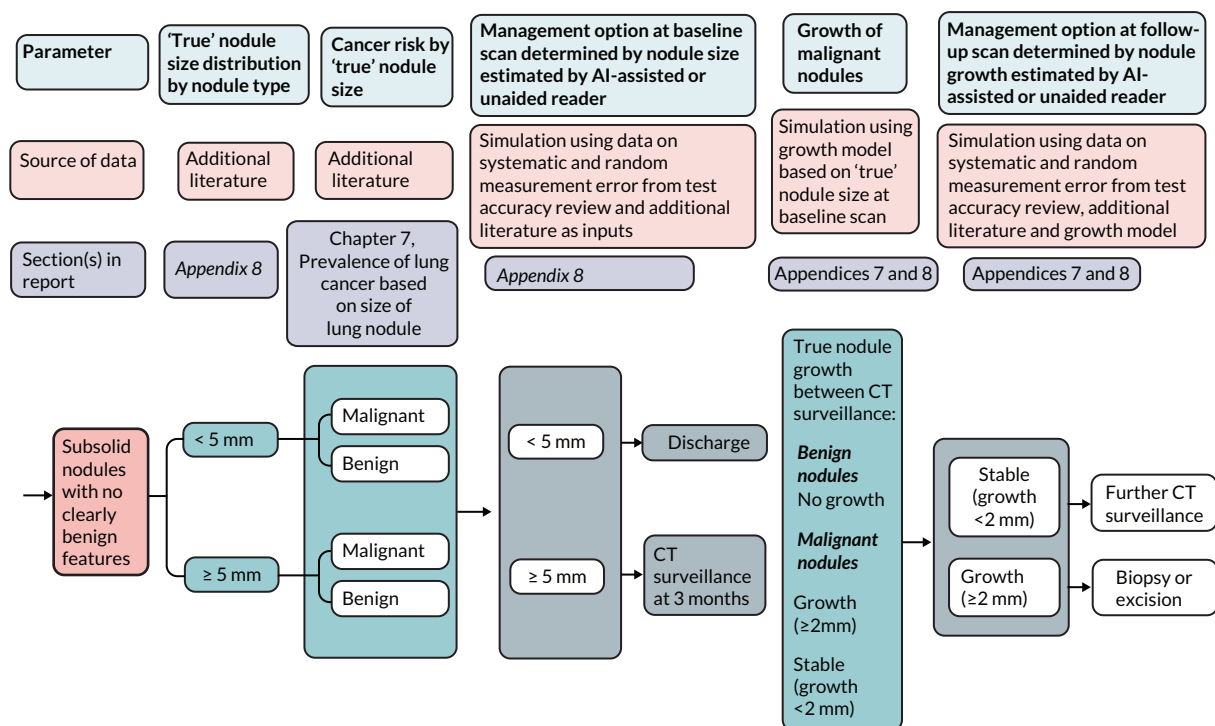 Parameter
‘True’ nodule
size distribution
by nodule type
Cancer risk by
‘true’ nodule
size
Management option at baseline
scan determined by nodule size
estimated by AI-assisted or
unaided reader
Growth of
malignant
nodules
Management option at follow-
up scan determined by nodule
growth estimated by AI-
assisted or unaided reader
Source of data
Additional
literature
Additional
literature
Simulation using data on
systematic and random
measurement error from test
accuracy review and additional
literature as inputs
Simulation using
growth model
based on ‘true’
nodule size at
baseline scan
Simulation using data on
systematic and random
measurement error from test
accuracy review, additional
literature and growth model
Section(s) in
report
Appendix 8
Chapter 7,
Prevalence of lung
cancer based
on size of
lung nodule
Appendix 8
Appendices 7 and 8
Appendices 7 and 8
Subsolid
nodules
with no
clearly
benign
features
< 5 mm
≥ 5 mm
Malignant
Benign
Malignant
Benign
< 5 mm
≥ 5 mm
Discharge
CT
surveillance
at 3 months
True nodule
growth
between CT
surveillance:
Benign
nodules
No growth
Malignant
nodules
Growth
(≥2mm)
Stable
(growth
<2 mm)
Stable
(growth
<2 mm)
Growth
(≥2 mm)
Further CT
surveillance
Biopsy or
excision